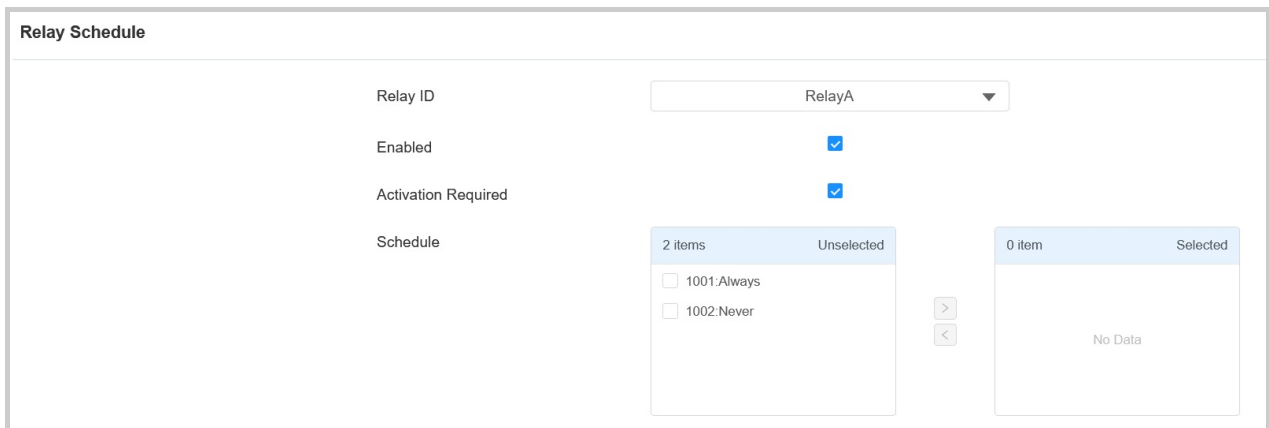 Relay Schedule
Relay ID RelayA
Enabled
Activation Required
Schedule 2 items Unselected 0 item Selected
1001:Always
1002:Never
> 
<
No Data